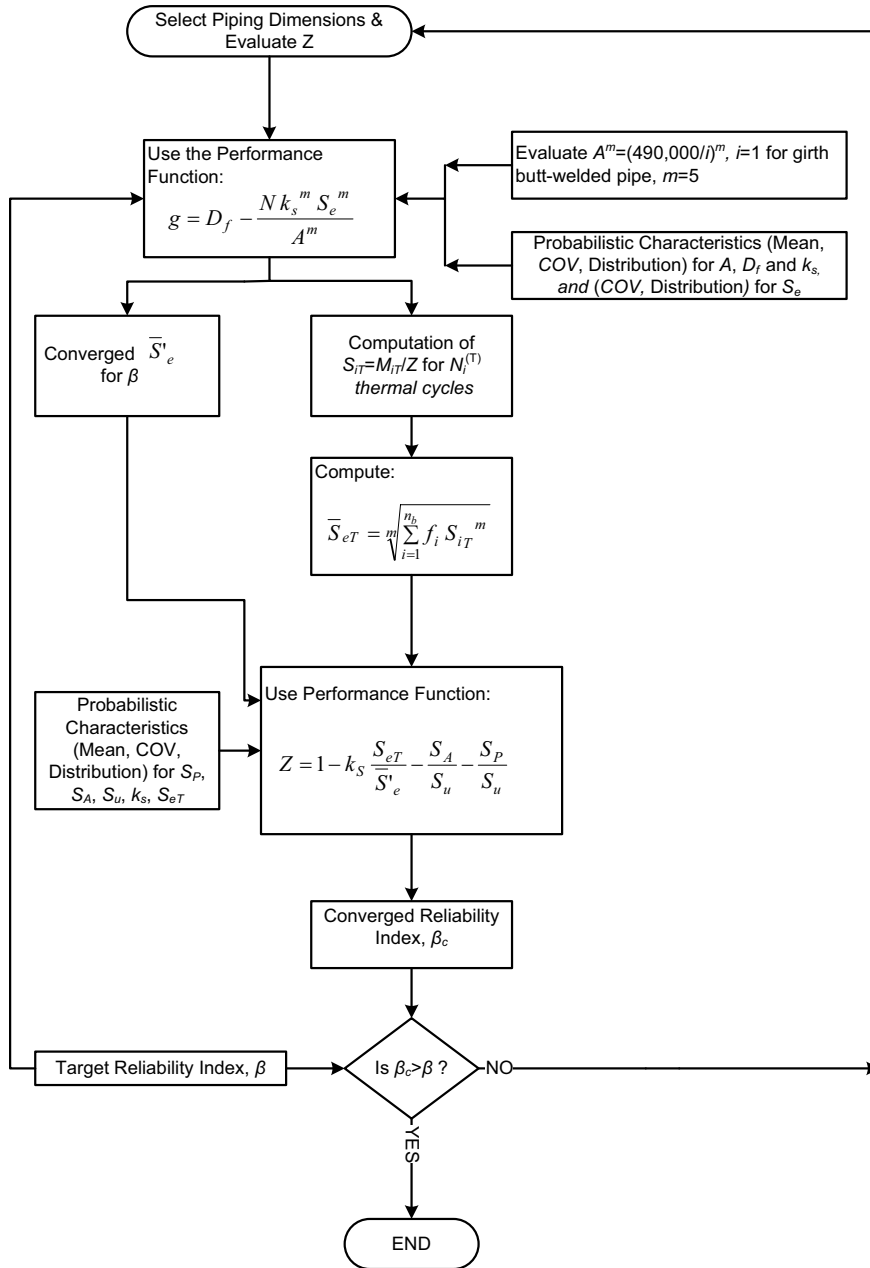 Select Piping Dimensions &
Evaluate Z
Use the Performance
Function:
g = D_f − N k_s^m S_e^m / A^m
Evaluate A^m=(490,000/i)^m, i=1 for girth
butt-welded pipe, m=5
Probabilistic Characteristics (Mean,
COV, Distribution) for A, D_f and k_s,
and (COV, Distribution) for S_e
Converged S̅'_e
for β
Computation of
S_iT=M_iT/Z for N_i^(T)
thermal cycles
Compute:
S̅_eT = ᵐ√(∑_{i=1}^{n_b} f_i S_iT^m)
Probabilistic
Characteristics
(Mean, COV,
Distribution) for S_P,
S_A, S_u, k_s, S_eT
Use Performance Function:
Z = 1 − k_S S_eT / S̅'_e − S_A / S_u − S_P / S_u
Converged Reliability
Index, β_c
Target Reliability Index, β
Is β_c>β ?
NO
YES
END